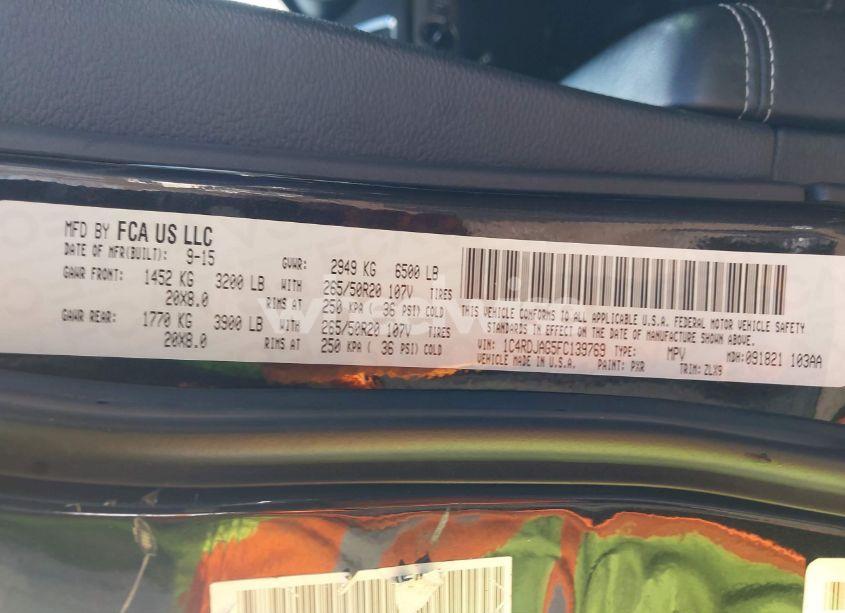 MFD BY FCA US LLC
DATE OF MFR(BUILT): 9-15 GVWR: 2949 KG 6500 LB
GAWR FRONT: 1452 KG 3200 LB WITH 265/50R20 107V TIRES
20X8.0 RIMS AT 250 KPA ( 36 PSI) COLD
GAWR REAR: 1770 KG 3900 LB WITH 265/50R20 107V TIRES
20X8.0 RIMS AT 250 KPA ( 36 PSI) COLD
THIS VEHICLE CONFORMS TO ALL APPLICABLE U.S.A. FEDERAL MOTOR VEHICLE SAFETY
STANDARDS IN EFFECT ON THE DATE OF MANUFACTURE SHOWN ABOVE.
VIN: 1C4RDJAG5FC139769 TYPE: MPV MDH: 091821 103AA
VEHICLE MADE IN U.S.A. PAINT: PXR TRIM: ZLX9